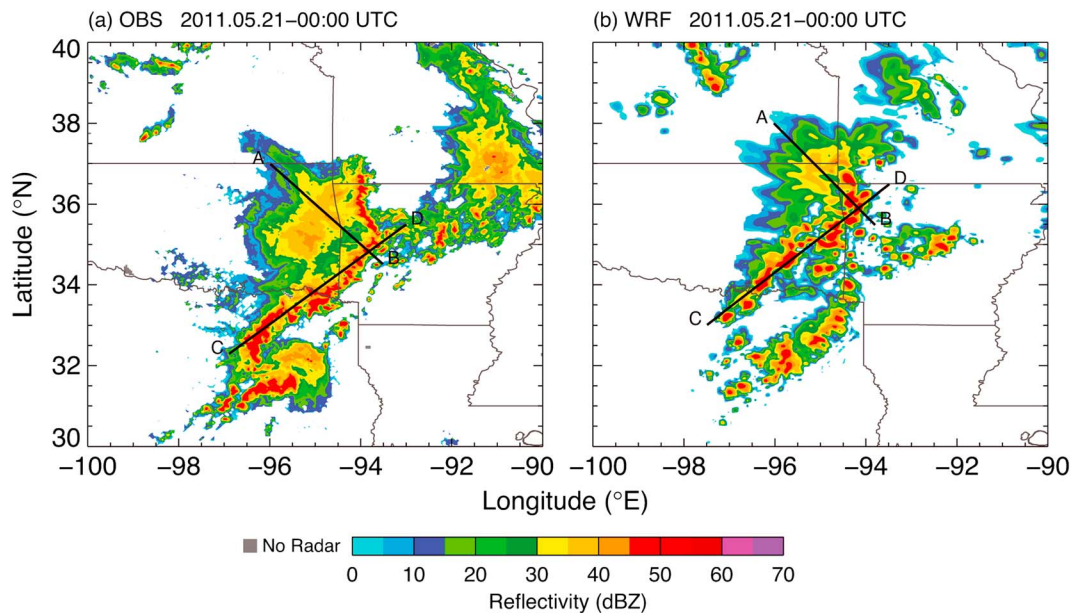 (a) OBS 2011.05.21–00:00 UTC
(b) WRF 2011.05.21–00:00 UTC
Latitude (°N)
40
38
36
34
32
30
A
B
C
D
A
B
C
D
–100 –98 –96 –94 –92 –90
–100 –98 –96 –94 –92 –90
Longitude (°E)
No Radar
0 10 20 30 40 50 60 70
Reflectivity (dBZ)